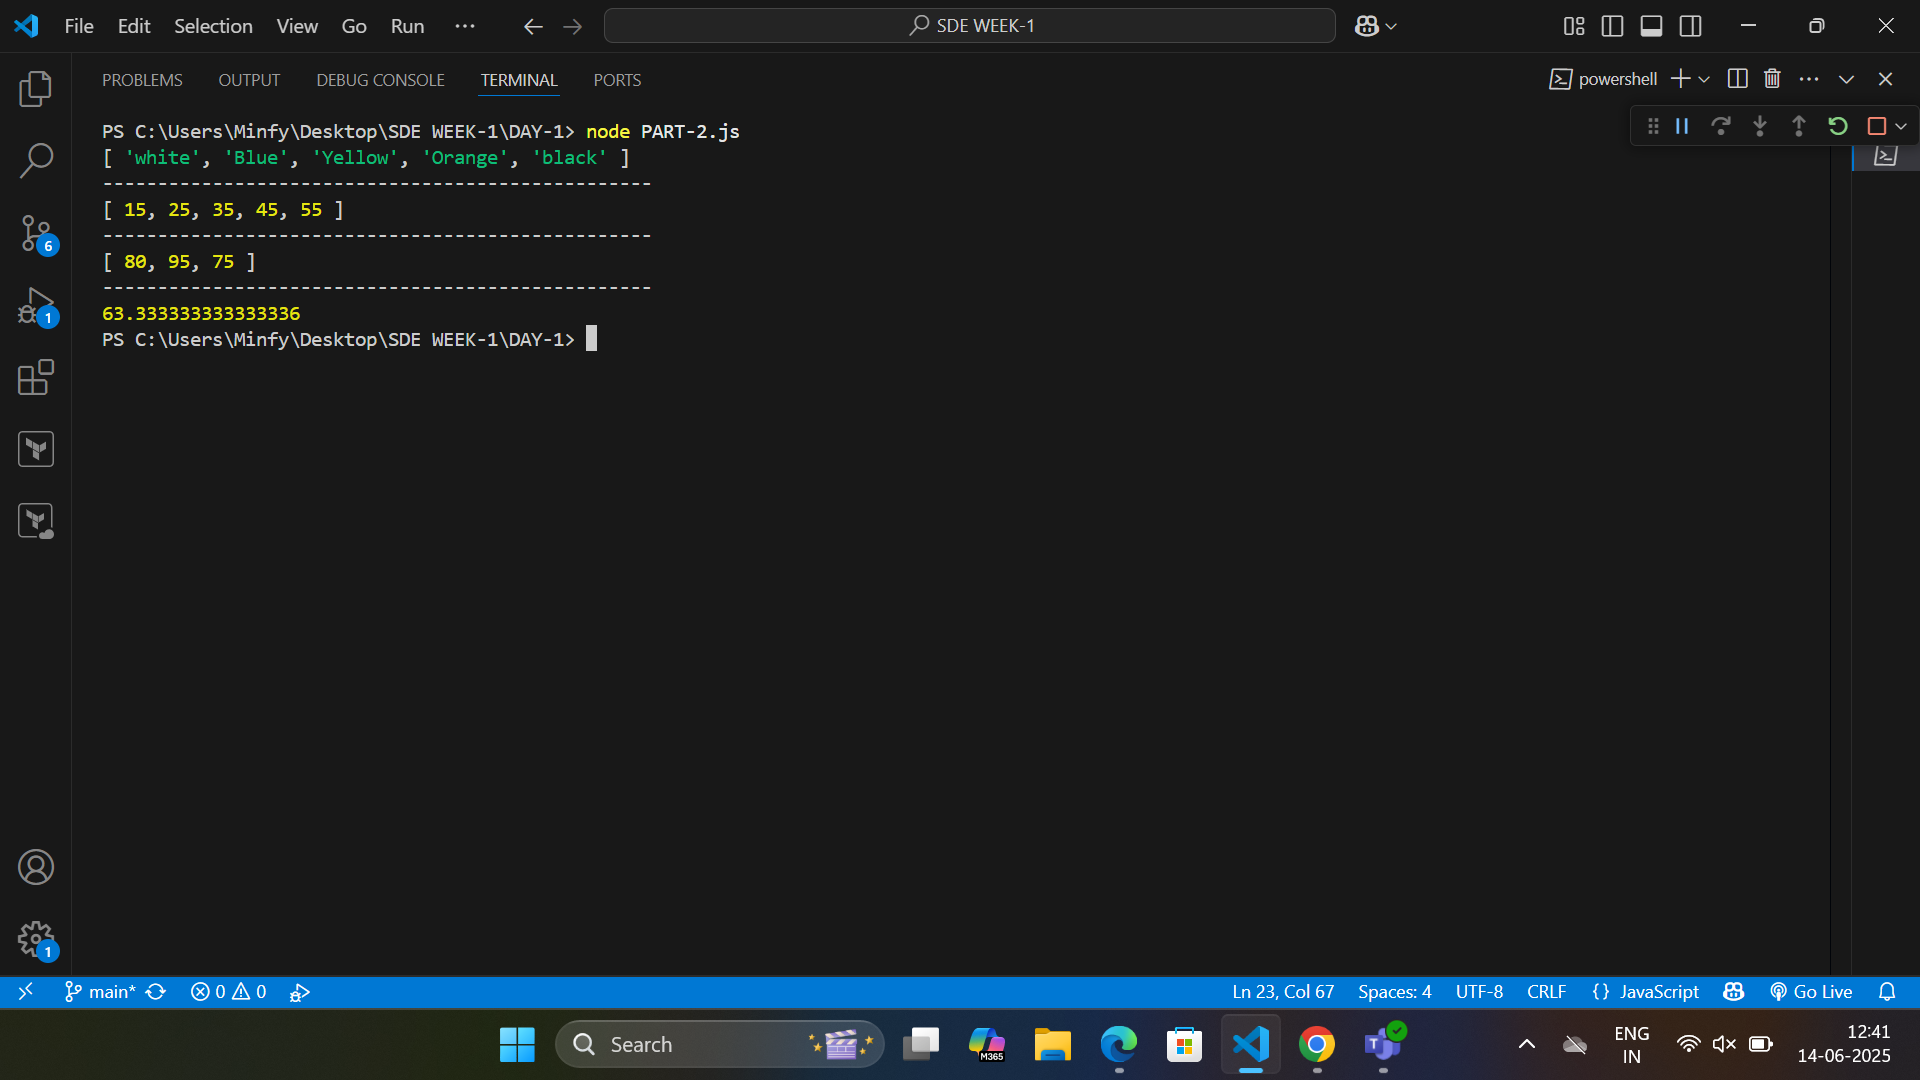 File Edit Selection View Go Run ··· SDE WEEK-1
PROBLEMS OUTPUT DEBUG CONSOLE TERMINAL PORTS powershell
PS C:\Users\Minfy\Desktop\SDE WEEK-1\DAY-1> node PART-2.js
[ 'white', 'Blue', 'Yellow', 'Orange', 'black' ]
--------------------------------------------------
[ 15, 25, 35, 45, 55 ]
--------------------------------------------------
[ 80, 95, 75 ]
--------------------------------------------------
63.333333333333336
PS C:\Users\Minfy\Desktop\SDE WEEK-1\DAY-1>
6
1
1
main* 0 0 Ln 23, Col 67 Spaces: 4 UTF-8 CRLF {} JavaScript Go Live
Search M365 T ENG IN 12:41 14-06-2025